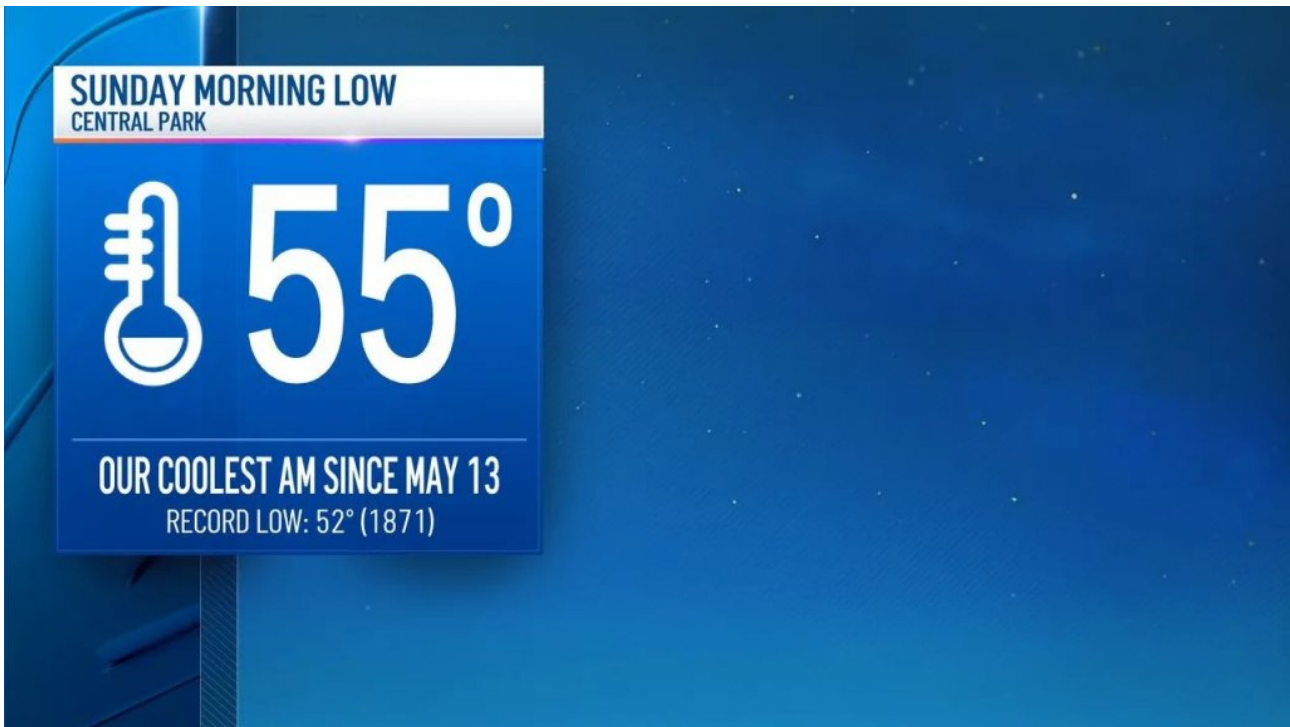 SUNDAY MORNING LOW
CENTRAL PARK
55°
OUR COOLEST AM SINCE MAY 13
RECORD LOW: 52° (1871)